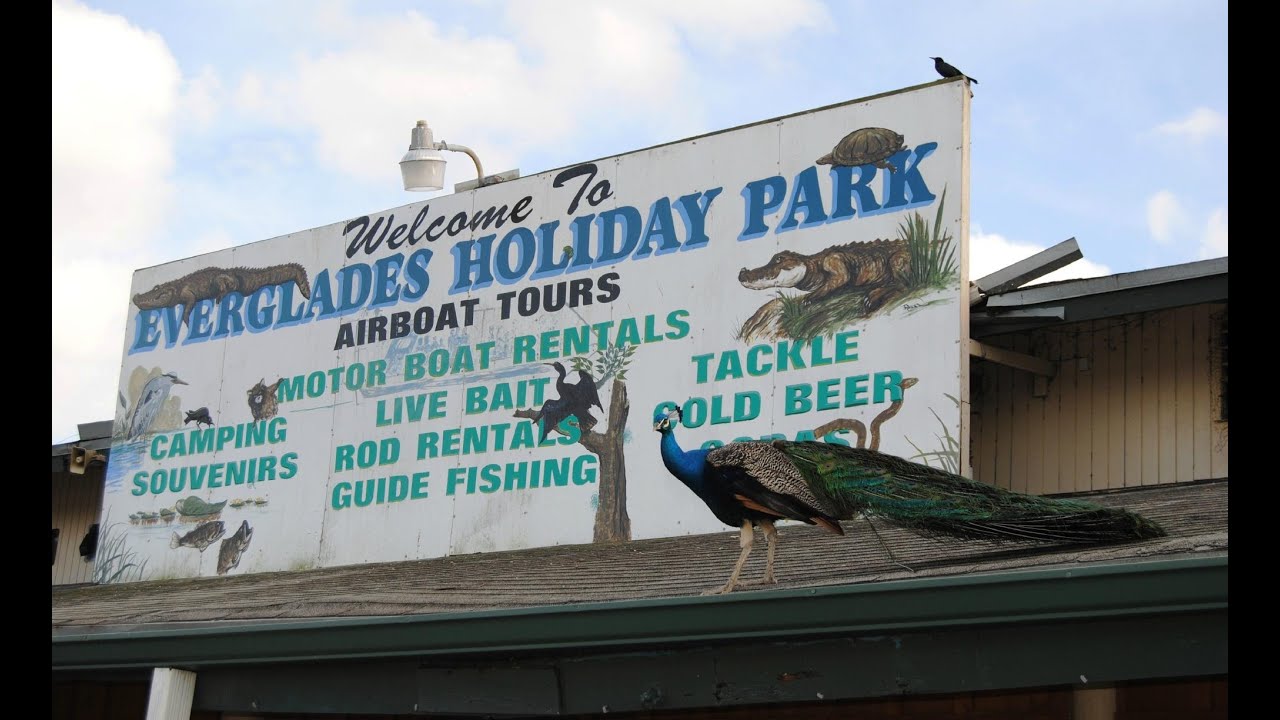 Welcome To
EVERGLADES HOLIDAY PARK
AIRBOAT TOURS
MOTOR BOAT RENTALS
LIVE BAIT
ROD RENTALS
GUIDE FISHING
CAMPING
SOUVENIRS
TACKLE
COLD BEER